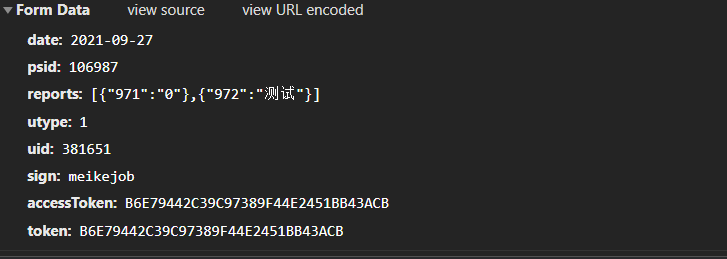 Form Data view source view URL encoded
date: 2021-09-27
psid: 106987
reports: [{"971":"0"},{"972":"测试"}]
utype: 1
uid: 381651
sign: meikejob
accessToken: B6E79442C39C97389F44E2451BB43ACB
token: B6E79442C39C97389F44E2451BB43ACB